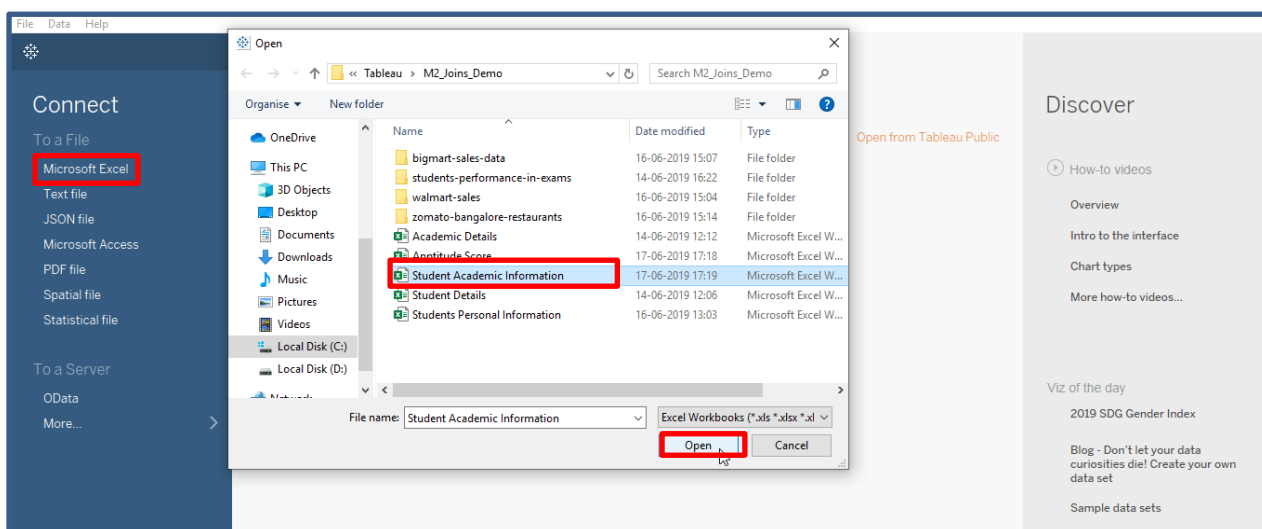 File Data Help
Connect
To a File
Microsoft Excel
Text file
JSON file
Microsoft Access
PDF file
Spatial file
Statistical file
To a Server
OData
More...
Open
« Tableau › M2_Joins_Demo
Search M2_Joins_Demo
Organise New folder
OneDrive
This PC
3D Objects
Desktop
Documents
Downloads
Music
Pictures
Videos
Local Disk (C:)
Local Disk (D:)
Network
Name Date modified Type
bigmart-sales-data 16-06-2019 15:07 File folder
students-performance-in-exams 14-06-2019 16:22 File folder
walmart-sales 16-06-2019 15:04 File folder
zomato-bangalore-restaurants 16-06-2019 15:14 File folder
Academic Details 14-06-2019 12:12 Microsoft Excel W...
Apptitude Score 17-06-2019 17:18 Microsoft Excel W...
Student Academic Information 17-06-2019 17:19 Microsoft Excel W...
Student Details 14-06-2019 12:06 Microsoft Excel W...
Students Personal Information 16-06-2019 13:03 Microsoft Excel W...
File name: Student Academic Information Excel Workbooks (*.xls *.xlsx *.xl
Open Cancel
Open from Tableau Public
Discover
How-to videos
Overview
Intro to the interface
Chart types
More how-to videos...
Viz of the day
2019 SDG Gender Index
Blog - Don't let your data
curiosities die! Create your own
data set
Sample data sets